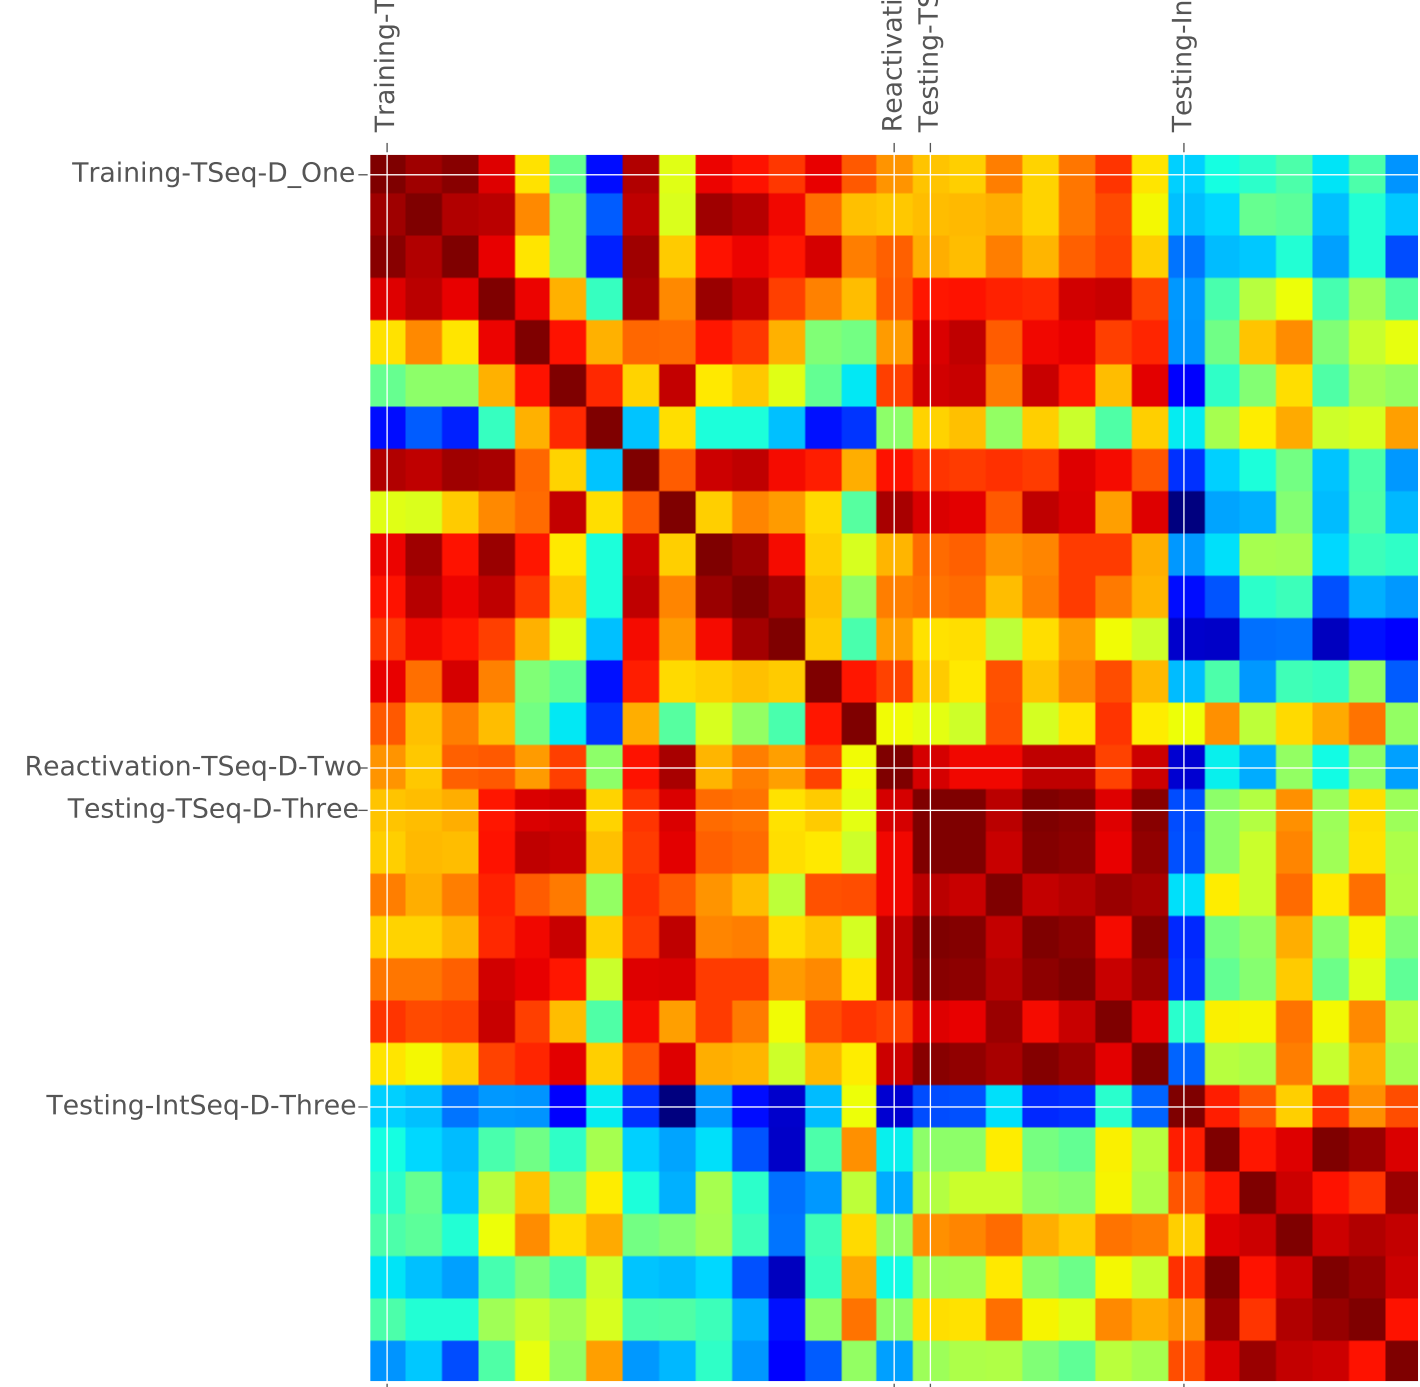 Training-T
Reactivati
Testing-TS
Testing-In
Training-TSeq-D_One
Reactivation-TSeq-D-Two
Testing-TSeq-D-Three
Testing-IntSeq-D-Three